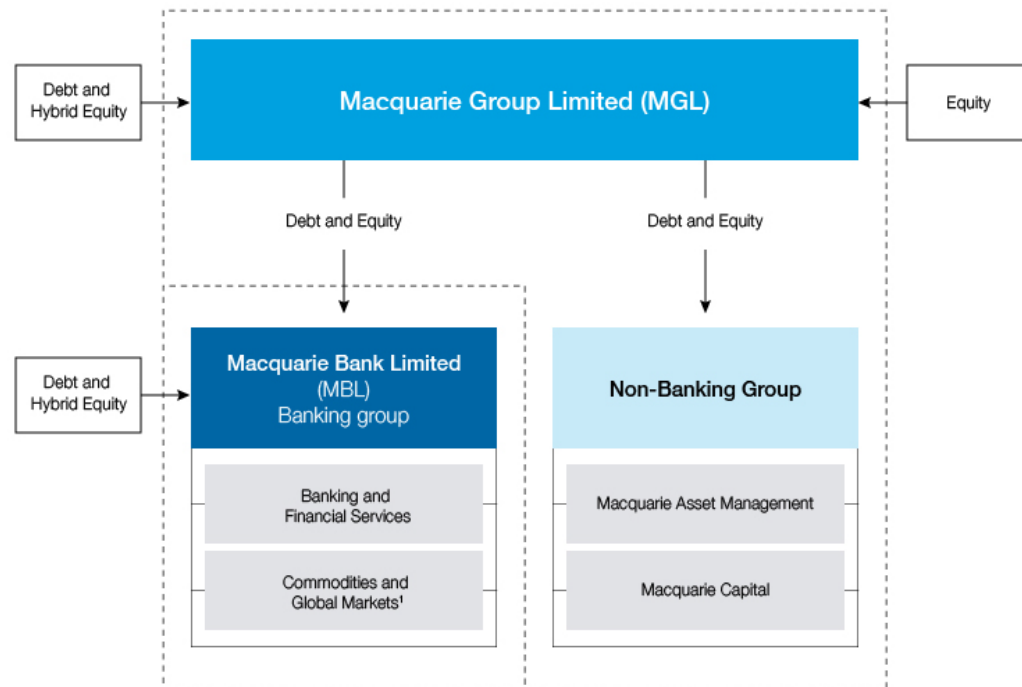 Debt and
Hybrid Equity
Macquarie Group Limited (MGL)
Equity
Debt and Equity
Debt and Equity
Debt and
Hybrid Equity
Macquarie Bank Limited
(MBL)
Banking group
Non-Banking Group
Banking and
Financial Services
Macquarie Asset Management
Commodities and
Global Markets¹
Macquarie Capital